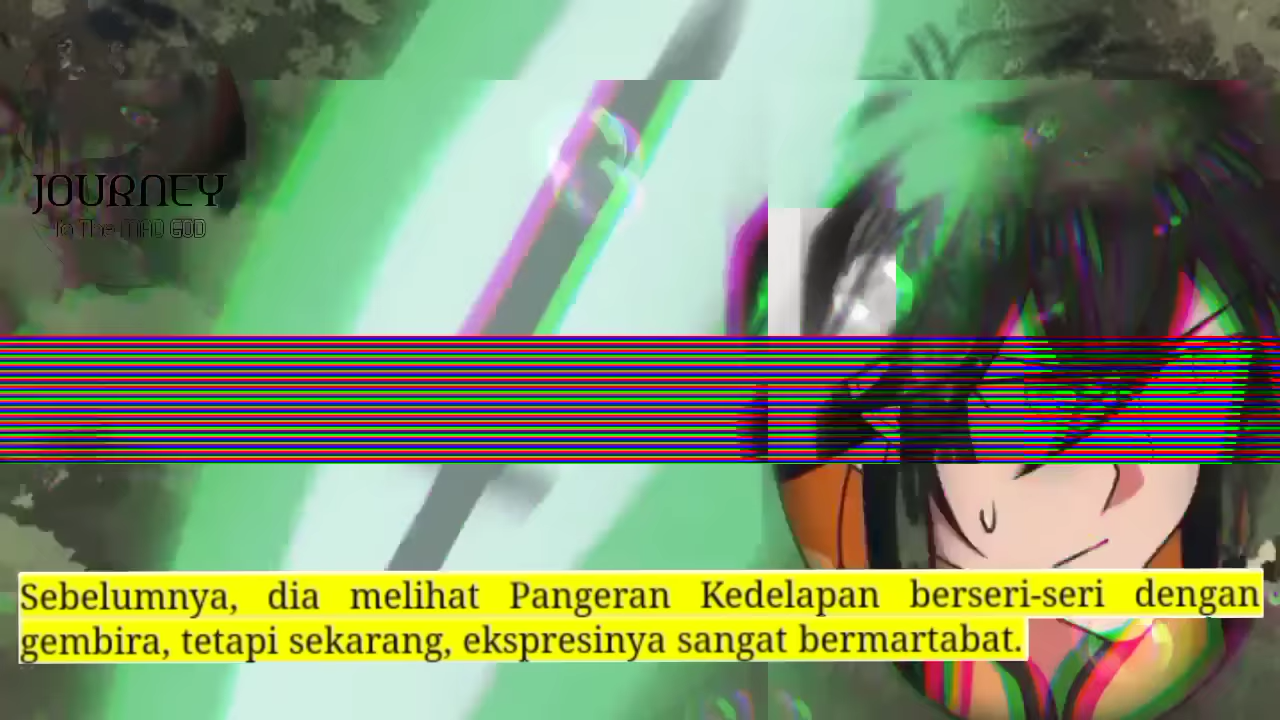 JOURNEY
To The MAD GOD
Sebelumnya, dia melihat Pangeran Kedelapan berseri-seri dengan
gembira, tetapi sekarang, ekspresinya sangat bermartabat.